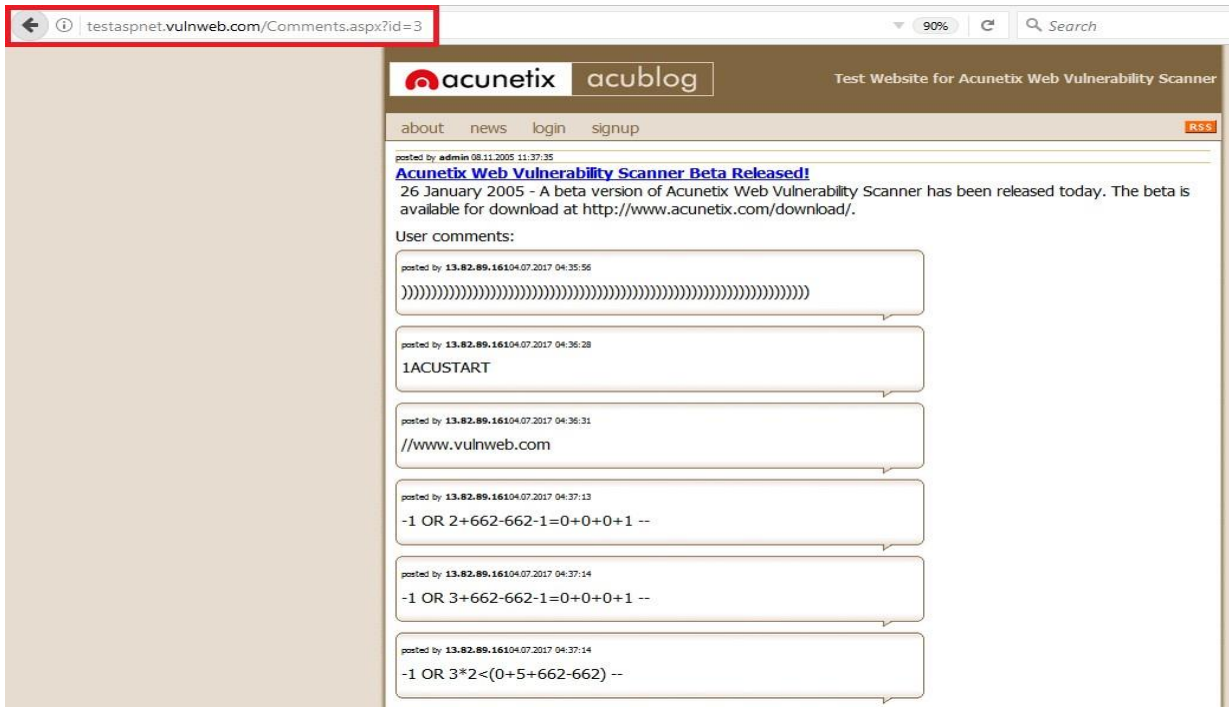 testaspnet.vulnweb.com/Comments.aspx?id=3 90% Search
acunetix acublog Test Website for Acunetix Web Vulnerability Scanner
about news login signup RSS
posted by admin 08.11.2005 11:37:35
Acunetix Web Vulnerability Scanner Beta Released!
26 January 2005 - A beta version of Acunetix Web Vulnerability Scanner has been released today. The beta is
available for download at http://www.acunetix.com/download/.
User comments:
posted by 13.82.89.16104.07.2017 04:35:56
))))))))))))))))))))))))))))))))))))))))))))))))))))))))))))))))))
posted by 13.82.89.16104.07.2017 04:36:28
1ACUSTART
posted by 13.82.89.16104.07.2017 04:36:31
//www.vulnweb.com
posted by 13.82.89.16104.07.2017 04:37:13
-1 OR 2+662-662-1=0+0+0+1 --
posted by 13.82.89.16104.07.2017 04:37:14
-1 OR 3+662-662-1=0+0+0+1 --
posted by 13.82.89.16104.07.2017 04:37:14
-1 OR 3*2<(0+5+662-662) --